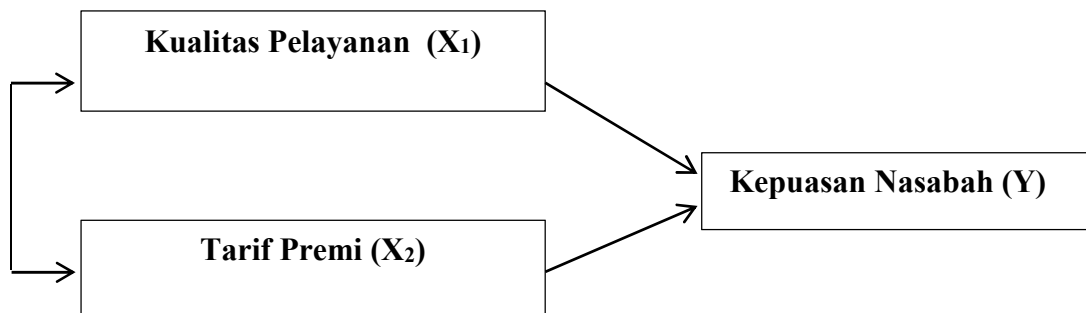 Kualitas Pelayanan (X₁)
Kepuasan Nasabah (Y)
Tarif Premi (X₂)